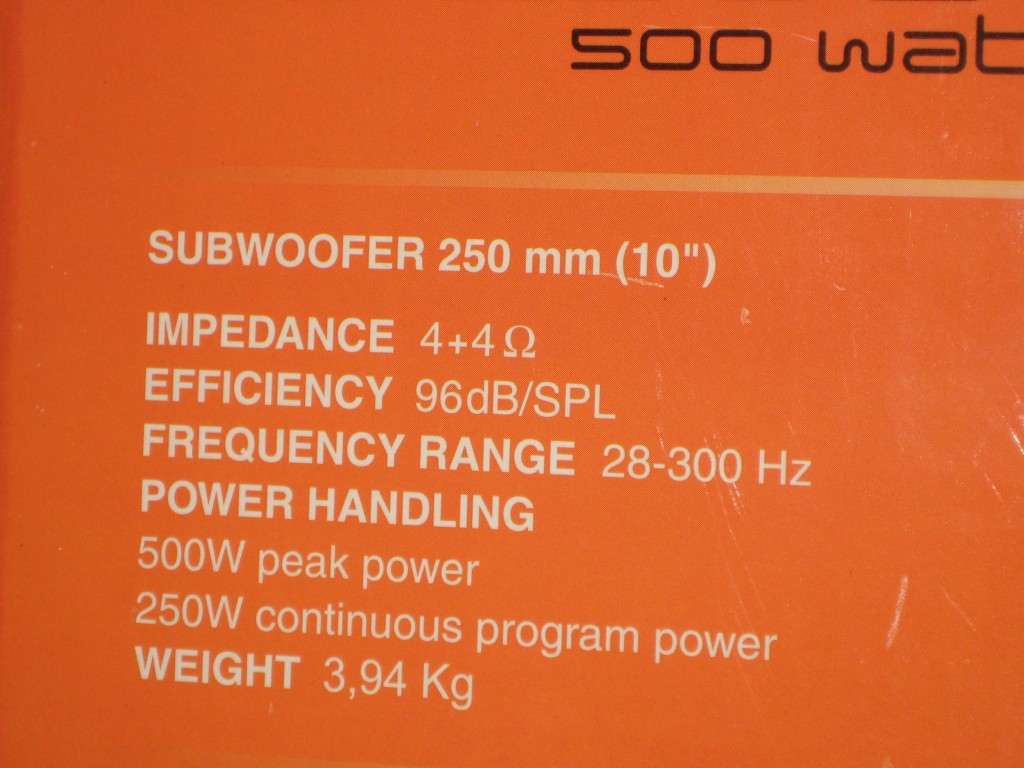 500 wat
SUBWOOFER 250 mm (10")
IMPEDANCE 4+4 Ω
EFFICIENCY 96dB/SPL
FREQUENCY RANGE 28-300 Hz
POWER HANDLING
500W peak power
250W continuous program power
WEIGHT 3,94 Kg